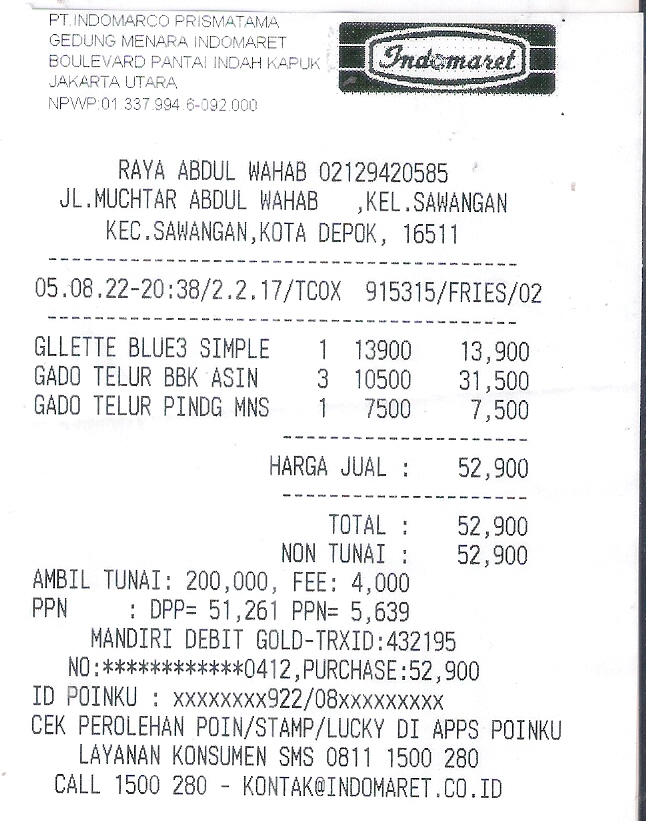 PT.INDOMARCO PRISMATAMA
GEDUNG MENARA INDOMARET
BOULEVARD PANTAI INDAH KAPUK
JAKARTA UTARA
NPWP:01.337.994.6-092.000
Indomaret
RAYA ABDUL WAHAB 02129420585
JL.MUCHTAR ABDUL WAHAB ,KEL.SAWANGAN
KEC.SAWANGAN,KOTA DEPOK, 16511
05.08.22-20:38/2.2.17/TCOX 915315/FRIES/02
GLLETTE BLUE3 SIMPLE 1 13900 13,900
GADO TELUR BBK ASIN 3 10500 31,500
GADO TELUR PINDG MNS 1 7500 7,500
HARGA JUAL : 52,900
TOTAL : 52,900
NON TUNAI : 52,900
AMBIL TUNAI: 200,000, FEE: 4,000
PPN : DPP= 51,261 PPN= 5,639
MANDIRI DEBIT GOLD-TRXID:432195
NO:************0412,PURCHASE:52,900
ID POINKU : xxxxxxxx922/08xxxxxxxxx
CEK PEROLEHAN POIN/STAMP/LUCKY DI APPS POINKU
LAYANAN KONSUMEN SMS 0811 1500 280
CALL 1500 280 - KONTAK@INDOMARET.CO.ID